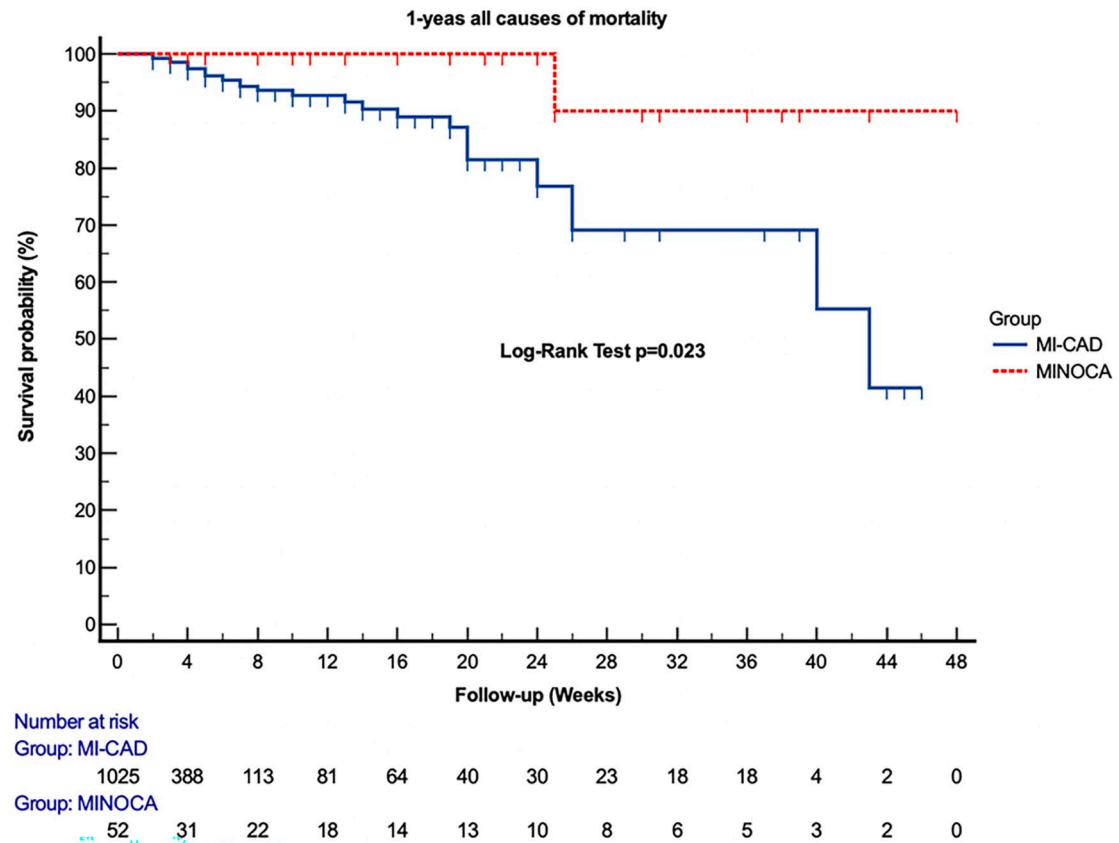 1-yeas all causes of mortality
100
90
80
70
60
50
40
30
20
10
0
Survival probability (%)
Log-Rank Test p=0.023
Group
MI-CAD
MINOCA
0 4 8 12 16 20 24 28 32 36 40 44 48
Follow-up (Weeks)
Number at risk
Group: MI-CAD
1025 388 113 81 64 40 30 23 18 18 4 2 0
Group: MINOCA
52 31 22 18 14 13 10 8 6 5 3 2 0